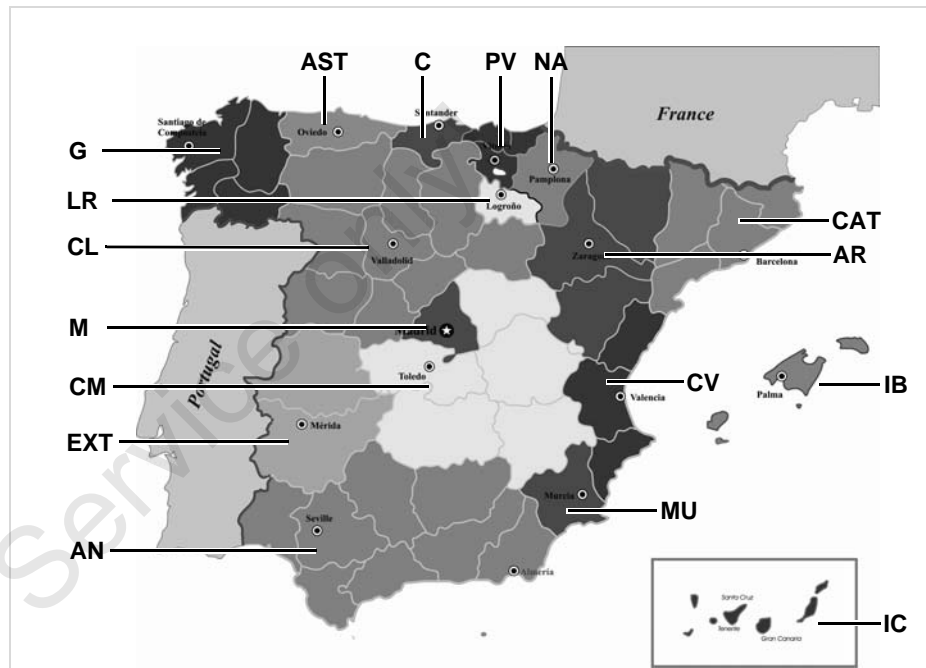 AST C PV NA
Santander
France
Santiago de
Compostela
Oviedo
G
Pamplona
LR
Logroño
CAT
CL
Valladolid
Zaragoza
AR
Barcelona
M
Madrid
Portugal
Toledo
CM
CV
Palma
IB
Valencia
EXT
Mérida
Murcia
MU
Seville
AN
Almería
Santa Cruz
Tenerife
Gran Canaria
IC
Service only